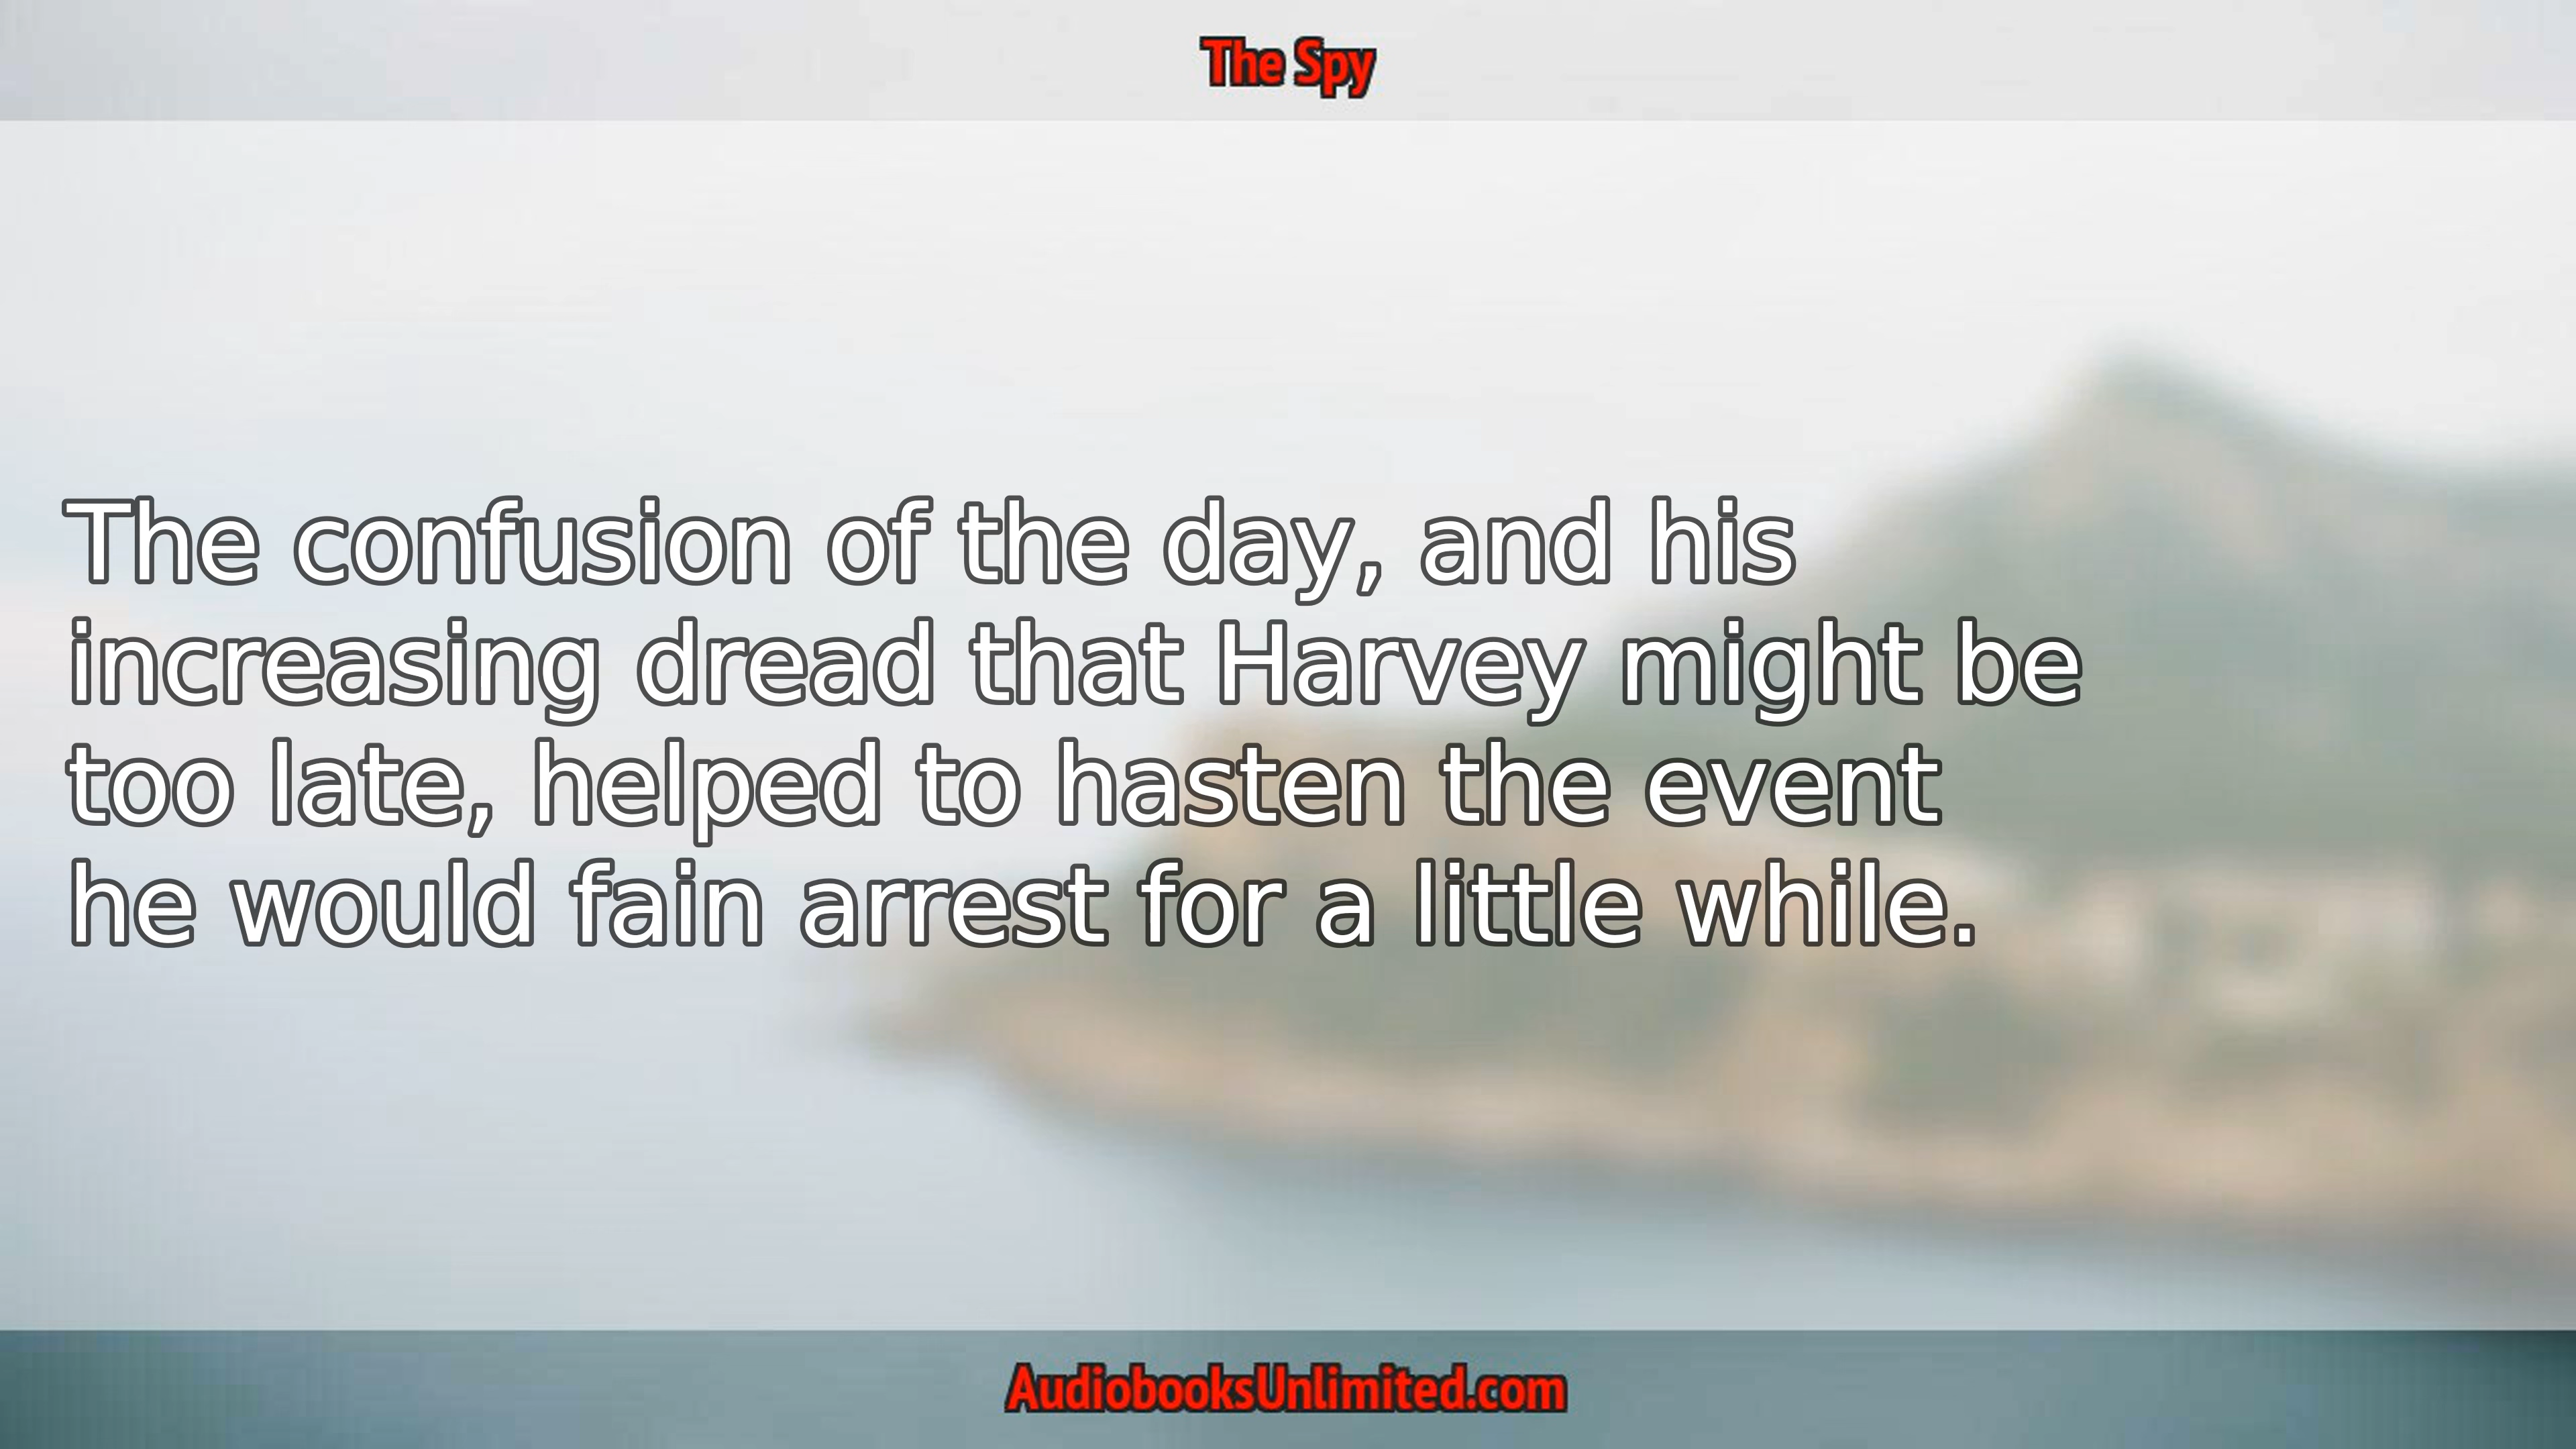 The Spy
The confusion of the day, and his
increasing dread that Harvey might be
too late, helped to hasten the event
he would fain arrest for a little while.
AudiobooksUnlimited.com